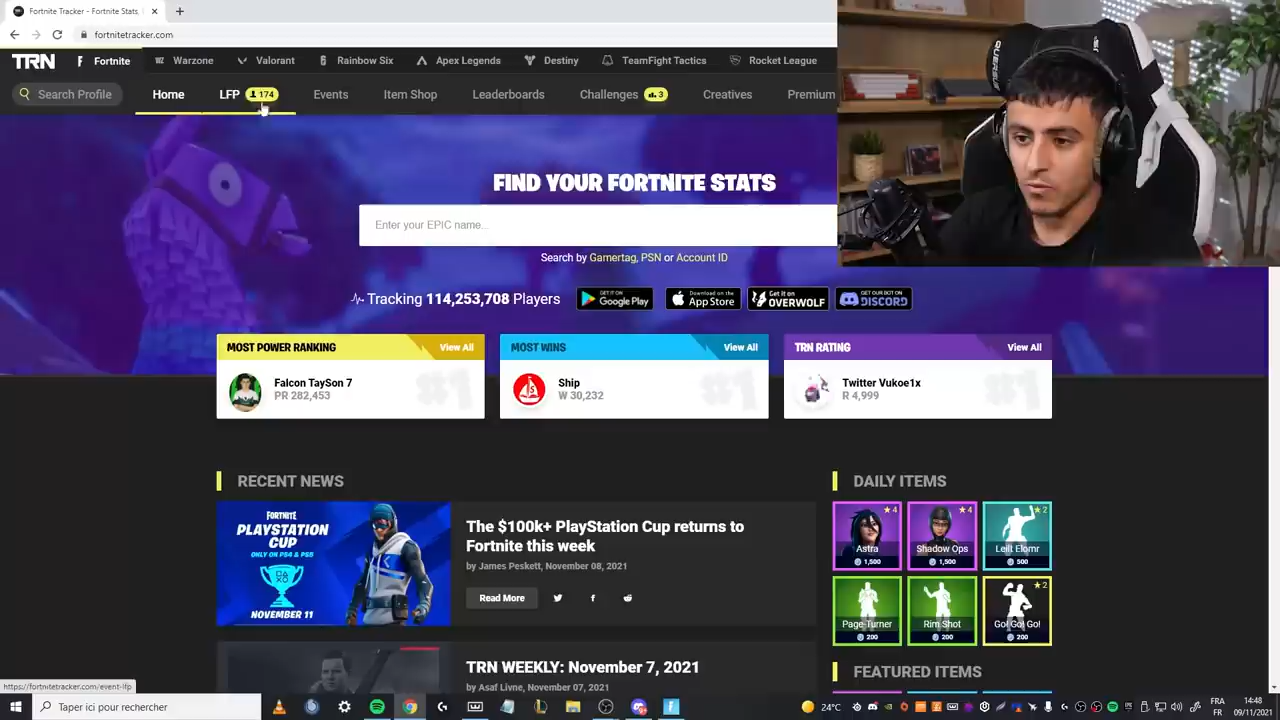 Fortnite Tracker - Fortnite Stats,
fortnitetracker.com
TRN
Fortnite
Warzone
Valorant
Rainbow Six
Apex Legends
Destiny
TeamFight Tactics
Rocket League
Search Profile
Home
LFP 174
Events
Item Shop
Leaderboards
Challenges 3
Creatives
Premium
FIND YOUR FORTNITE STATS
Enter your EPIC name...
Search by Gamertag, PSN or Account ID
Tracking 114,253,708 Players
GET IT ON
Google Play
Download on the
App Store
Get it on
OVERWOLF
GET OUR BOT ON
DISCORD
MOST POWER RANKING
View All
Falcon TaySon 7
PR 282,453
#1
MOST WINS
View All
Ship
W 30,232
#1
TRN RATING
View All
Twitter Vukoe1x
R 4,999
#1
RECENT NEWS
FORTNITE
PLAYSTATION
CUP
ONLY ON PS4 & PS5
NOVEMBER 11
The $100k+ PlayStation Cup returns to
Fortnite this week
by James Peskett, November 08, 2021
Read More
TRN WEEKLY: November 7, 2021
by Asaf Livne, November 07, 2021
DAILY ITEMS
4
Astra
1,500
4
Shadow Ops
1,500
2
Leilt Elomr
500
Page-Turner
200
Rim Shot
200
2
Go! Go! Go!
200
FEATURED ITEMS
https://fortnitetracker.com/event-lfp
Taper ici pour rechercher
24°C
FRA
FR
14:48
09/11/2021